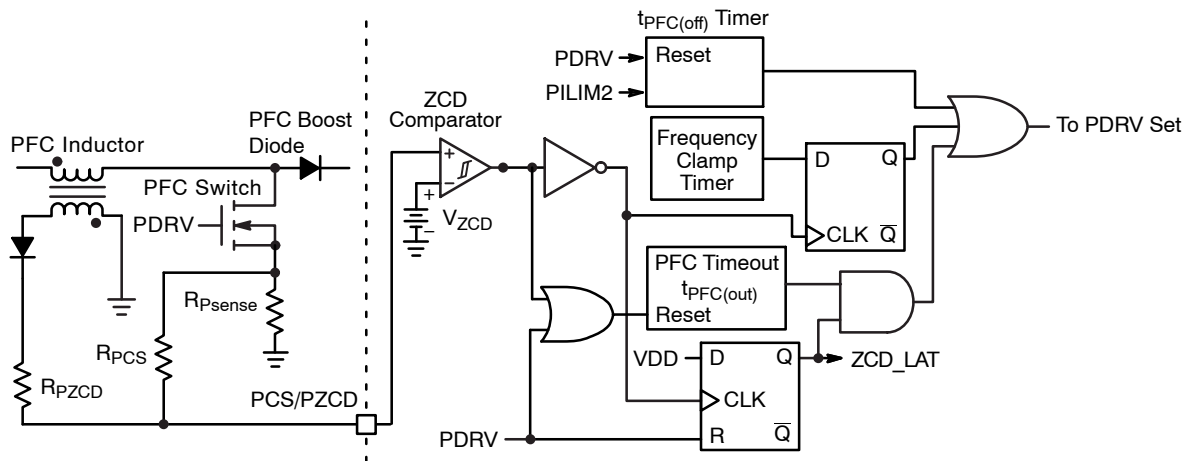 tPFC(off) Timer
PDRV
Reset
PILIM2
ZCD
Comparator
PFC Boost
Diode
PFC Inductor
PFC Switch
PDRV
+
−
+
−
VZCD
Frequency
Clamp
Timer
D
Q
CLK
Q
To PDRV Set
RPsense
PFC Timeout
tPFC(out)
Reset
RPCS
RPZCD
VDD
D
Q
ZCD_LAT
CLK
PCS/PZCD
PDRV
R
Q